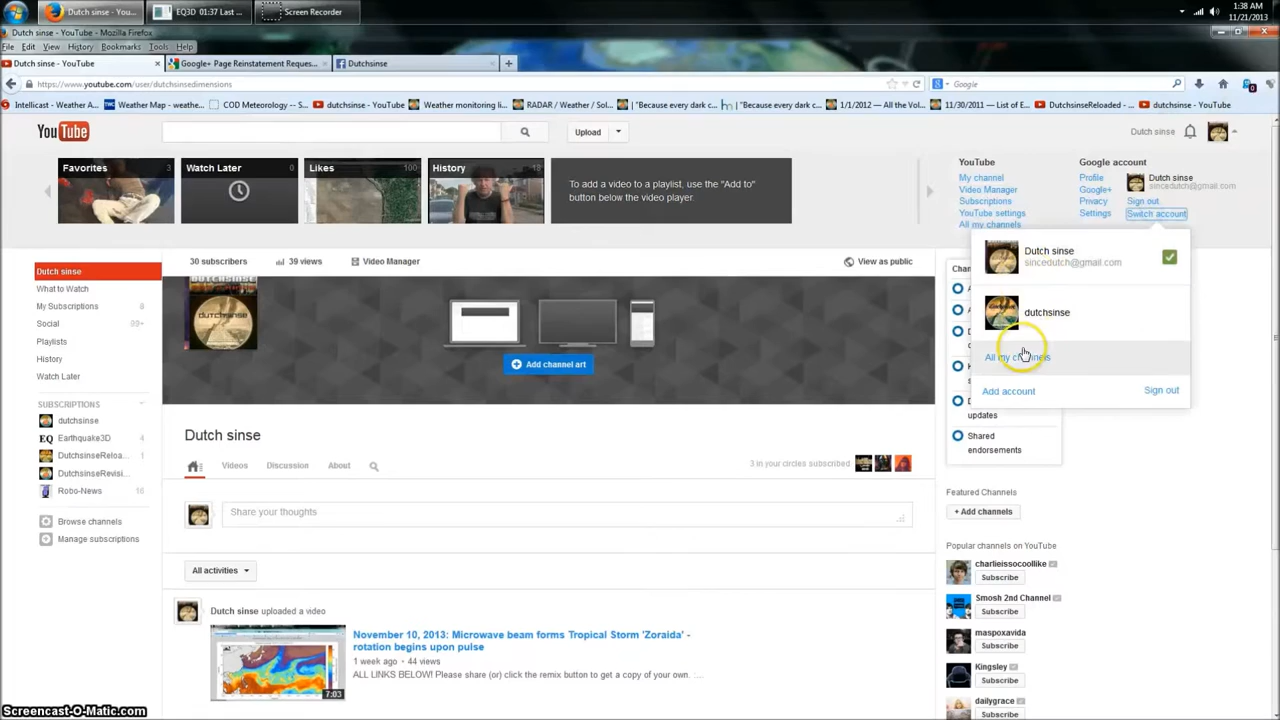 Dutch sinse - You...
EQ3D 01:37 Last ...
Screen Recorder
1:38 AM
11/21/2013
Dutch sinse - YouTube - Mozilla Firefox
File Edit View History Bookmarks Tools Help
Dutch sinse - YouTube
Google+ Page Reinstatement Reques...
Dutchsinse
https://www.youtube.com/user/dutchsinsedimensions
Google
Intellicast - Weather A...
Weather Map - weathe...
COD Meteorology -- S...
dutchsinse - YouTube
Weather monitoring li...
RADAR / Weather / Sol...
"Because every dark c...
"Because every dark c...
1/1/2012 — All the Vol...
11/30/2011 — List of E...
DutchsinseReloaded - ...
dutchsinse - YouTube
YouTube
Upload
Dutch sinse
Favorites 3
Watch Later 0
Likes 100
History
To add a video to a playlist, use the "Add to"
button below the video player.
YouTube
My channel
Video Manager
Subscriptions
YouTube settings
All my channels
Google account
Profile
Google+
Privacy
Settings
Dutch sinse
sincedutch@gmail.com
Sign out
Switch account
Dutch sinse
sincedutch@gmail.com
dutchsinse
All my channels
Add account
Sign out
Dutch sinse
What to Watch
My Subscriptions 8
Social 99+
Playlists
History
Watch Later
SUBSCRIPTIONS
dutchsinse
Earthquake3D 4
DutchsinseReloa... 1
DutchsinseRevisi...
Robo-News 16
Browse channels
Manage subscriptions
30 subscribers
39 views
Video Manager
View as public
Add channel art
Dutch sinse
Videos
Discussion
About
3 in your circles subscribed
Share your thoughts
All activities
Dutch sinse uploaded a video
November 10, 2013: Microwave beam forms Tropical Storm 'Zoraida' -
rotation begins upon pulse
1 week ago • 44 views
ALL LINKS BELOW! Please share (or) click the remix button to get a copy of your own. ...
7:03
updates
Shared
endorsements
Featured Channels
+ Add channels
Popular channels on YouTube
charlieissocoollike
Subscribe
Smosh 2nd Channel
Subscribe
maspoxavida
Subscribe
Kingsley
Subscribe
dailygrace
Subscribe
Screencast-O-Matic.com